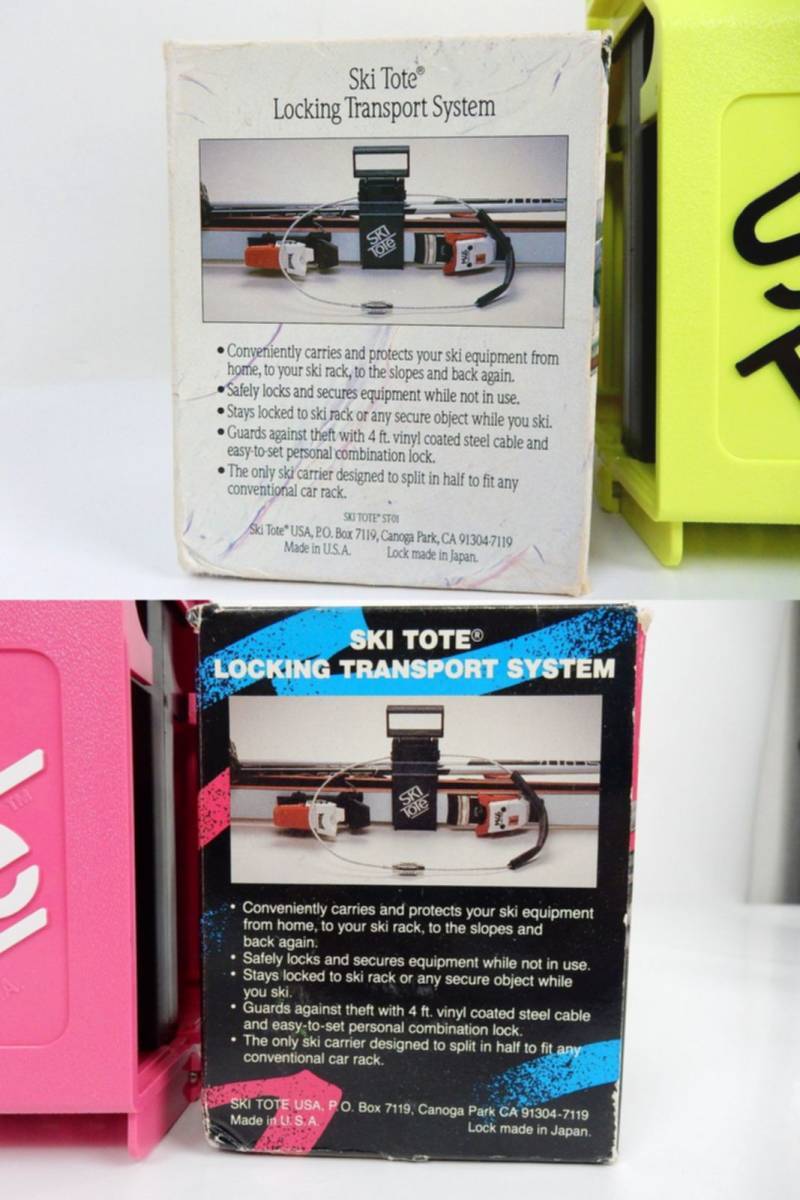 Ski Tote®
Locking Transport System
SKI
TOTE
• Conveniently carries and protects your ski equipment from
home, to your ski rack, to the slopes and back again.
• Safely locks and secures equipment while not in use.
• Stays locked to ski rack or any secure object while you ski.
• Guards against theft with 4 ft. vinyl coated steel cable and
easy-to-set personal combination lock.
• The only ski carrier designed to split in half to fit any
conventional car rack.
SKI TOTE® ST-01
Ski Tote® USA, P.O. Box 7119, Canoga Park, CA 91304-7119
Made in U.S.A. Lock made in Japan.
SKI TOTE®
LOCKING TRANSPORT SYSTEM
SKI
TOTE
• Conveniently carries and protects your ski equipment
from home, to your ski rack, to the slopes and
back again.
• Safely locks and secures equipment while not in use.
• Stays locked to ski rack or any secure object while
you ski.
• Guards against theft with 4 ft. vinyl coated steel cable
and easy-to-set personal combination lock.
• The only ski carrier designed to split in half to fit any
conventional car rack.
SKI TOTE USA, P.O. Box 7119, Canoga Park CA 91304-7119
Made in U.S.A. Lock made in Japan.
TM